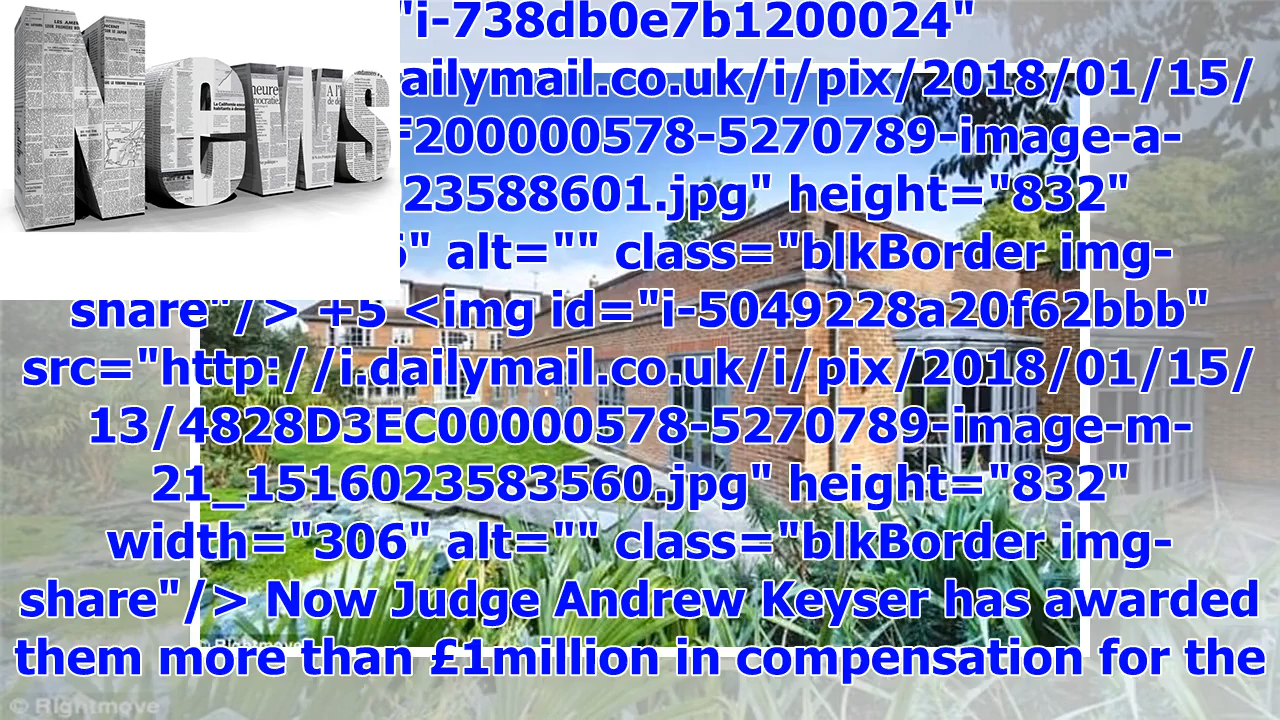 News
"i-738db0e7b1200024"
dailymail.co.uk/i/pix/2018/01/15/
F200000578-5270789-image-a-
23588601.jpg" height="832"
6" alt="" class="blkBorder img-
share"/> +5 <img id="i-5049228a20f62bbb"
src="http://i.dailymail.co.uk/i/pix/2018/01/15/
13/4828D3EC00000578-5270789-image-m-
21_1516023583560.jpg" height="832"
width="306" alt="" class="blkBorder img-
share"/> Now Judge Andrew Keyser has awarded
them more than £1million in compensation for the
© Rightmove
© Rightmove